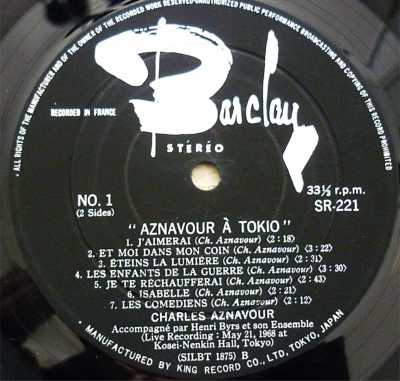 • ALL RIGHTS OF THE MANUFACTURER AND OF THE OWNER OF THE RECORDED WORK RESERVED•UNAUTHORIZED PUBLIC PERFORMANCE BROADCASTING AND COPYING OF THIS RECORD PROHIBITED
Barclay
RECORDED IN FRANCE
STÉRÉO
33⅓ r.p.m.
NO. 1
SR-221
(2 Sides)
"AZNAVOUR À TOKIO"
1. J'AIMERAI (Ch. Aznavour) (2:18)
2. ET MOI DANS MON COIN (Ch. Aznavour) (3:22)
3. ÉTEINS LA LUMIÈRE (Ch. Aznavour) (2:31)
4. LES ENFANTS DE LA GUERRE (Ch. Aznavour) (3:30)
5. JE TE RÉCHAUFFERAI (Ch. Aznavour) (2:43)
6. ISABELLE (Ch. Aznavour) (2:21)
7. LES COMEDIENS (Ch. Aznavour) (2:12)
CHARLES AZNAVOUR
Accompagné par Henri Byrs et son Ensemble
(Live Recording: May 21, 1968 at
Kosei-Nenkin Hall, Tokyo)
(SILBT 1875) B
• MANUFACTURED BY KING RECORD CO., LTD, TOKYO, JAPAN